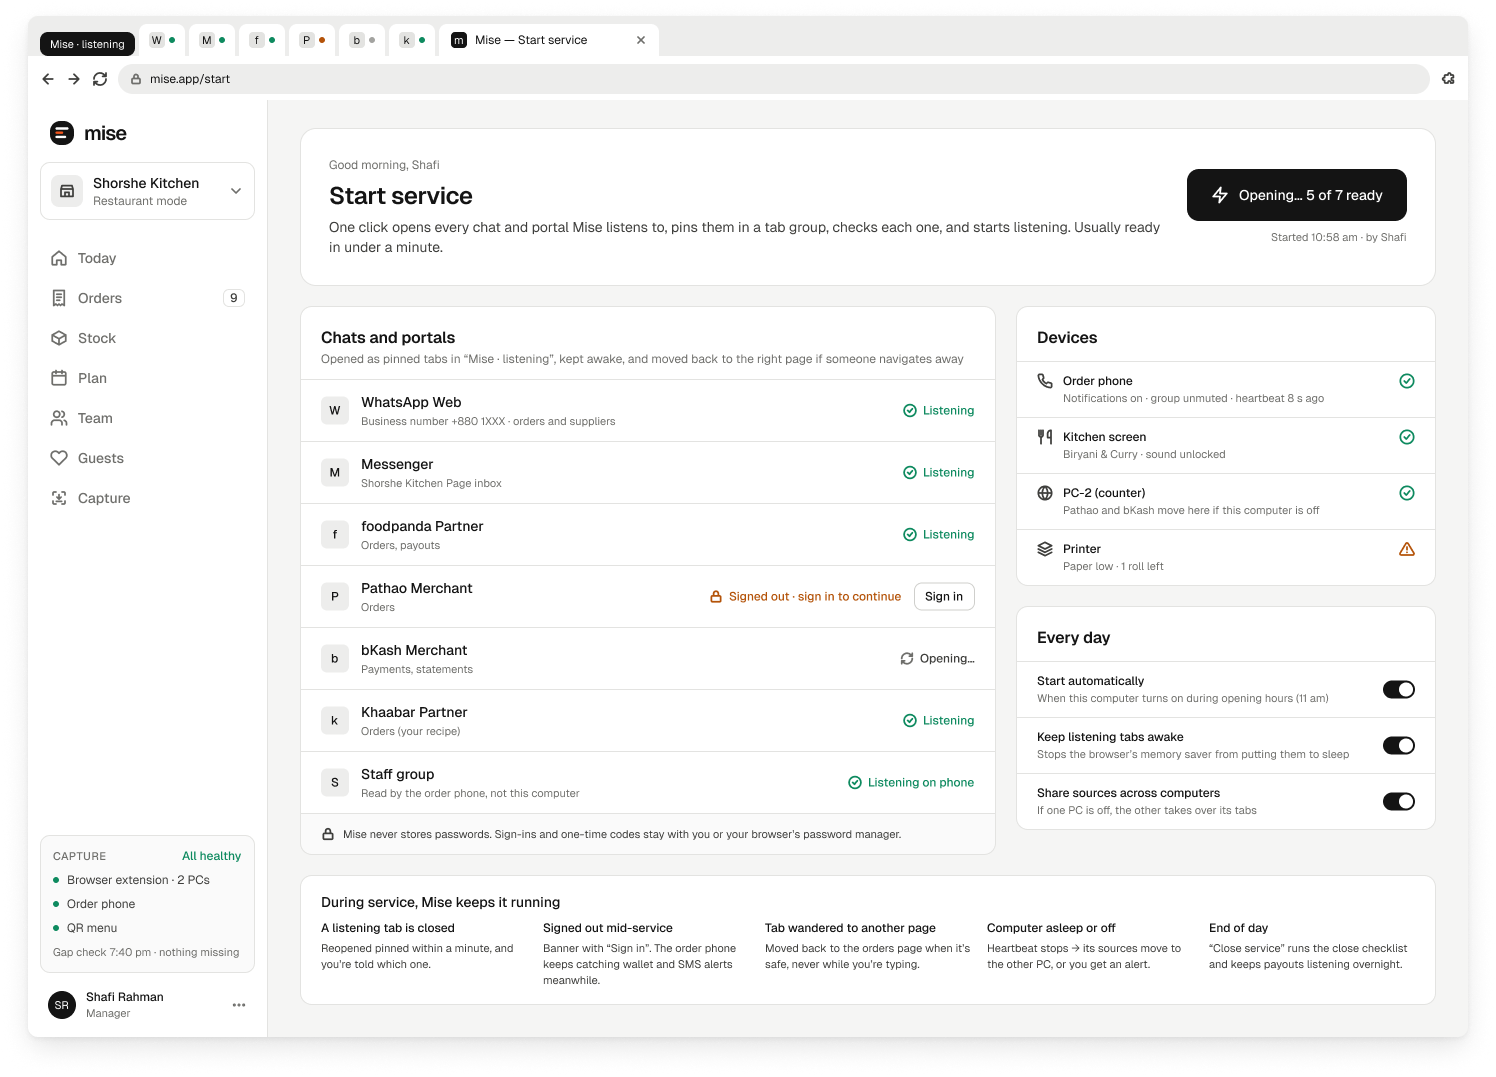 Mise · listening
W
M
f
P
b
k
m
Mise — Start service
mise.app/start
mise
Shorshe Kitchen
Restaurant mode
Today
Orders
9
Stock
Plan
Team
Guests
Capture
CAPTURE
All healthy
Browser extension · 2 PCs
Order phone
QR menu
Gap check 7:40 pm · nothing missing
SR
Shafi Rahman
Manager
Good morning, Shafi
Start service
One click opens every chat and portal Mise listens to, pins them in a tab group, checks each one, and starts listening. Usually ready
in under a minute.
Opening… 5 of 7 ready
Started 10:58 am · by Shafi
Chats and portals
Opened as pinned tabs in “Mise · listening”, kept awake, and moved back to the right page if someone navigates away
W
WhatsApp Web
Business number +880 1XXX · orders and suppliers
Listening
M
Messenger
Shorshe Kitchen Page inbox
Listening
f
foodpanda Partner
Orders, payouts
Listening
P
Pathao Merchant
Orders
Signed out · sign in to continue
Sign in
b
bKash Merchant
Payments, statements
Opening…
k
Khaabar Partner
Orders (your recipe)
Listening
S
Staff group
Read by the order phone, not this computer
Listening on phone
Mise never stores passwords. Sign-ins and one-time codes stay with you or your browser's password manager.
Devices
Order phone
Notifications on · group unmuted · heartbeat 8 s ago
Kitchen screen
Biryani & Curry · sound unlocked
PC-2 (counter)
Pathao and bKash move here if this computer is off
Printer
Paper low · 1 roll left
Every day
Start automatically
When this computer turns on during opening hours (11 am)
Keep listening tabs awake
Stops the browser's memory saver from putting them to sleep
Share sources across computers
If one PC is off, the other takes over its tabs
During service, Mise keeps it running
A listening tab is closed
Reopened pinned within a minute, and
you're told which one.
Signed out mid-service
Banner with “Sign in”. The order phone
keeps catching wallet and SMS alerts
meanwhile.
Tab wandered to another page
Moved back to the orders page when it's
safe, never while you're typing.
Computer asleep or off
Heartbeat stops → its sources move to
the other PC, or you get an alert.
End of day
“Close service” runs the close checklist
and keeps payouts listening overnight.